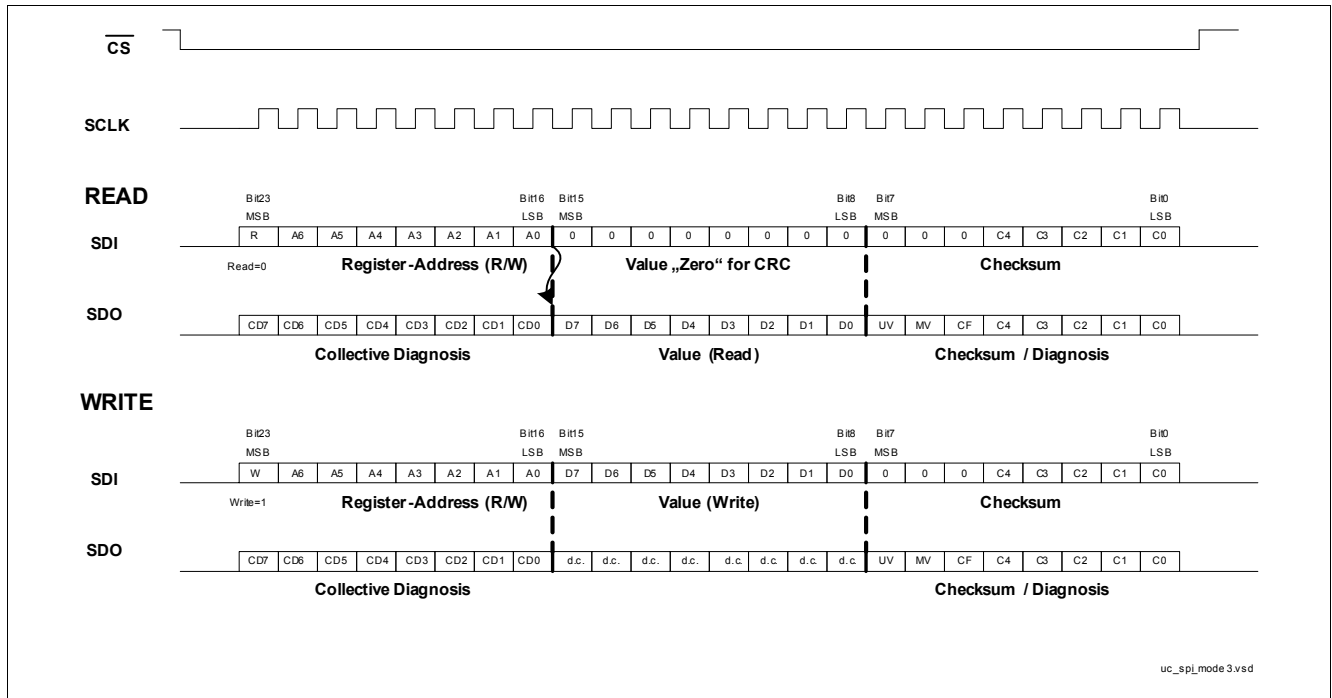 CS
SCLK
READ
Bit23 Bit16 Bit15 Bit8 Bit7 Bit0
MSB LSB MSB LSB MSB LSB
SDI R A6 A5 A4 A3 A2 A1 A0 0 0 0 0 0 0 0 0 0 0 0 C4 C3 C2 C1 C0
Read=0 Register-Address (R/W) Value „Zero“ for CRC Checksum
SDO CD7 CD6 CD5 CD4 CD3 CD2 CD1 CD0 D7 D6 D5 D4 D3 D2 D1 D0 UV MV CF C4 C3 C2 C1 C0
Collective Diagnosis Value (Read) Checksum / Diagnosis
WRITE
Bit23 Bit16 Bit15 Bit8 Bit7 Bit0
MSB LSB MSB LSB MSB LSB
SDI W A6 A5 A4 A3 A2 A1 A0 D7 D6 D5 D4 D3 D2 D1 D0 0 0 0 C4 C3 C2 C1 C0
Write=1 Register-Address (R/W) Value (Write) Checksum
SDO CD7 CD6 CD5 CD4 CD3 CD2 CD1 CD0 d.c. d.c. d.c. d.c. d.c. d.c. d.c. d.c. UV MV CF C4 C3 C2 C1 C0
Collective Diagnosis Checksum / Diagnosis
uc_spi_mode3.vsd